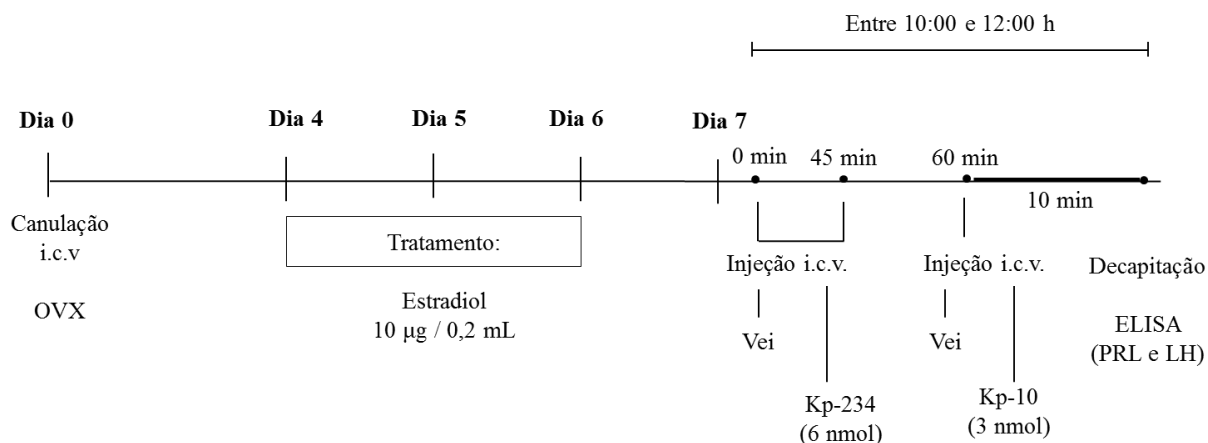 Entre 10:00 e 12:00 h
Dia 0
Dia 4
Dia 5
Dia 6
Dia 7
0 min
45 min
60 min
10 min
Canulação
i.c.v
OVX
Tratamento:
Estradiol
10 µg / 0,2 mL
Injeção i.c.v.
Vei
Kp-234
(6 nmol)
Injeção i.c.v.
Vei
Kp-10
(3 nmol)
Decapitação
ELISA
(PRL e LH)